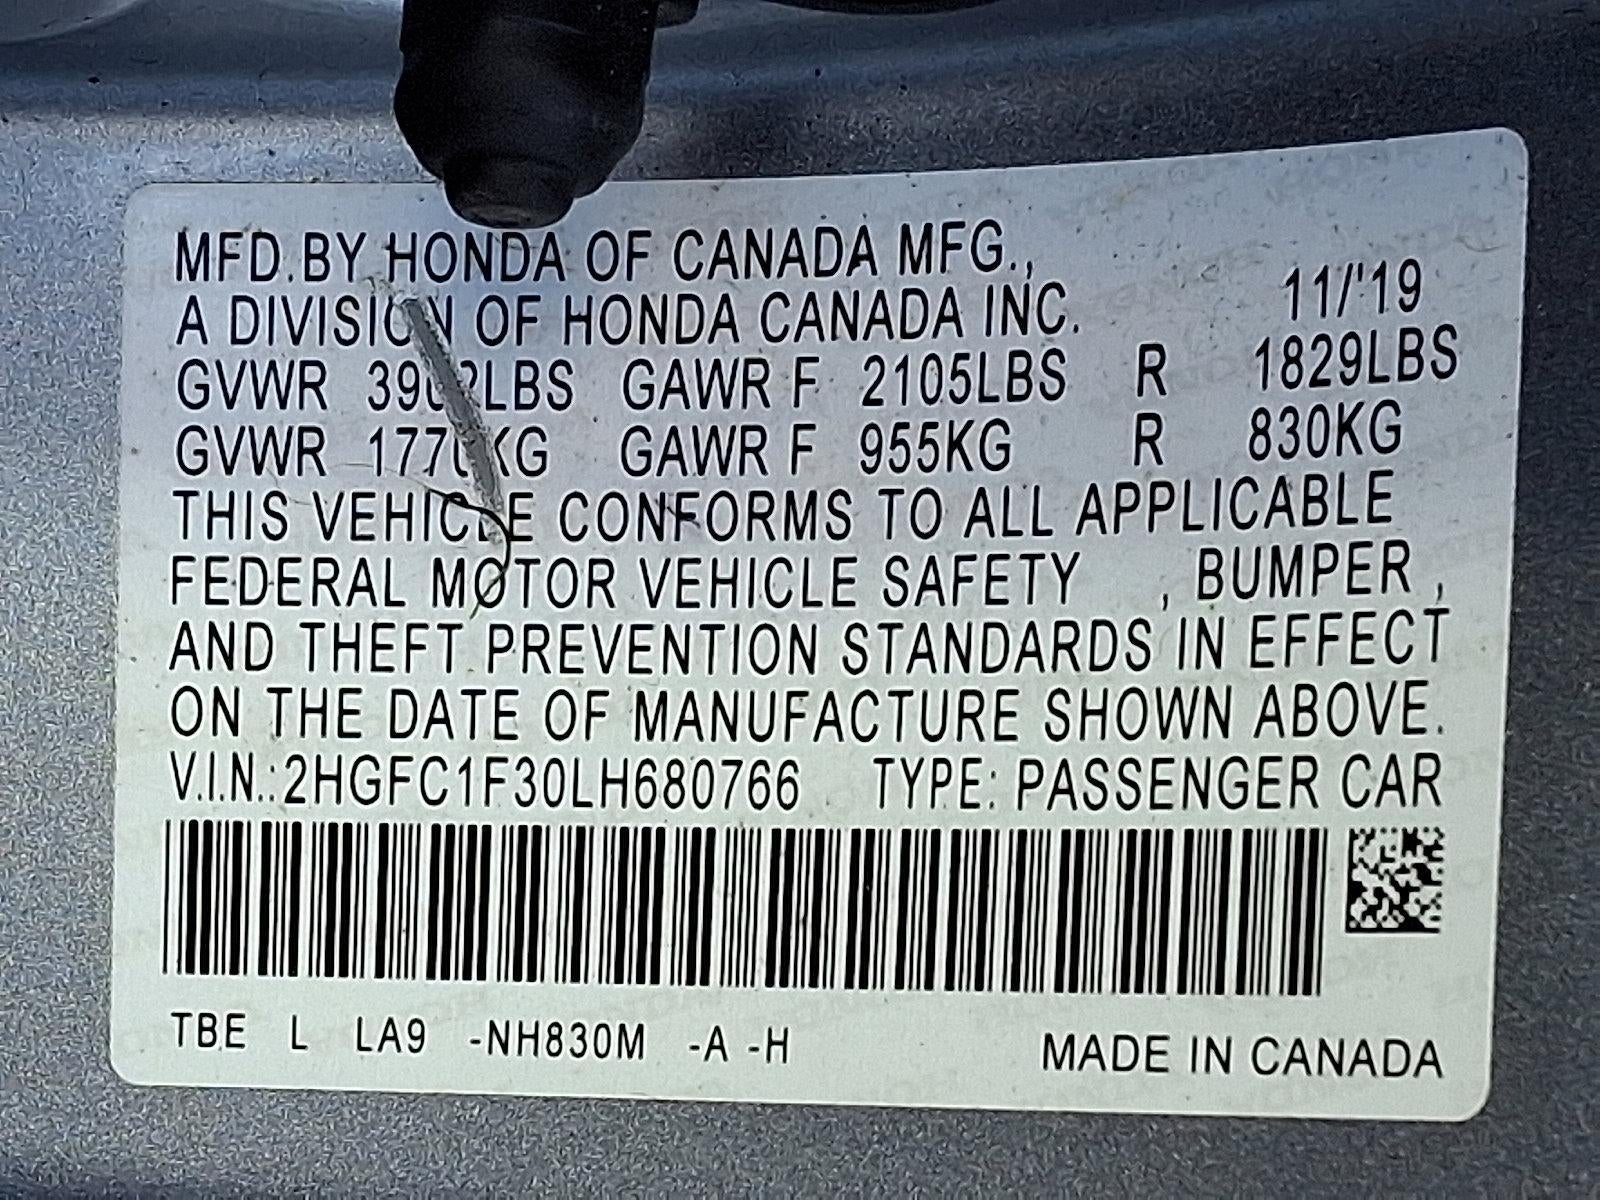 MFD.BY HONDA OF CANADA MFG.,
A DIVISION OF HONDA CANADA INC. 11/'19
GVWR GAWR F 2105LBS R 1829LBS
GVWR GAWR F 955KG R 830KG
THIS VEHICLE CONFORMS TO ALL APPLICABLE
FEDERAL MOTOR VEHICLE SAFETY , BUMPER ,
AND THEFT PREVENTION STANDARDS IN EFFECT
ON THE DATE OF MANUFACTURE SHOWN ABOVE.
V.I.N.:2HGFC1F30LH680766 TYPE: PASSENGER CAR
TBE L LA9 -NH830M -A -H
MADE IN CANADA